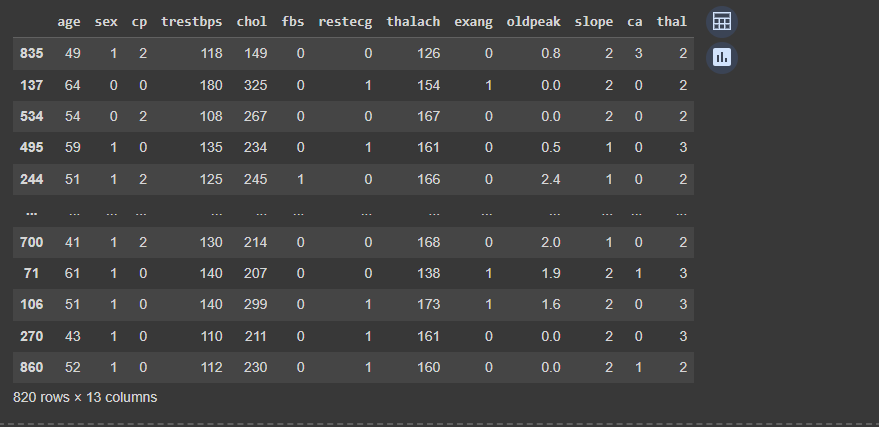 age sex cp trestbps chol fbs restecg thalach exang oldpeak slope ca thal
835 49 1 2 118 149 0 0 126 0 0.8 2 3 2
137 64 0 0 180 325 0 1 154 1 0.0 2 0 2
534 54 0 2 108 267 0 0 167 0 0.0 2 0 2
495 59 1 0 135 234 0 1 161 0 0.5 1 0 3
244 51 1 2 125 245 1 0 166 0 2.4 1 0 2
... ... ... ... ... ... ... ... ... ... ... ... ... ...
700 41 1 2 130 214 0 0 168 0 2.0 1 0 2
71 61 1 0 140 207 0 0 138 1 1.9 2 1 3
106 51 1 0 140 299 0 1 173 1 1.6 2 0 3
270 43 1 0 110 211 0 1 161 0 0.0 2 0 3
860 52 1 0 112 230 0 1 160 0 0.0 2 1 2
820 rows × 13 columns